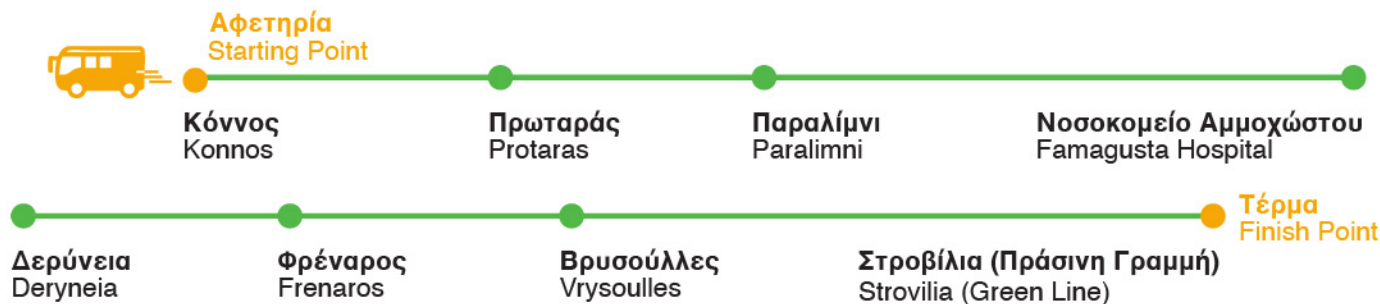 Αφετηρία
Starting Point
Κόννος
Konnos
Πρωταράς
Protaras
Παραλίμνι
Paralimni
Νοσοκομείο Αμμοχώστου
Famagusta Hospital
Τέρμα
Finish Point
Δερύνεια
Deryneia
Φρέναρος
Frenaros
Βρυσούλλες
Vrysoulles
Στροβίλια (Πράσινη Γραμμή)
Strovilia (Green Line)